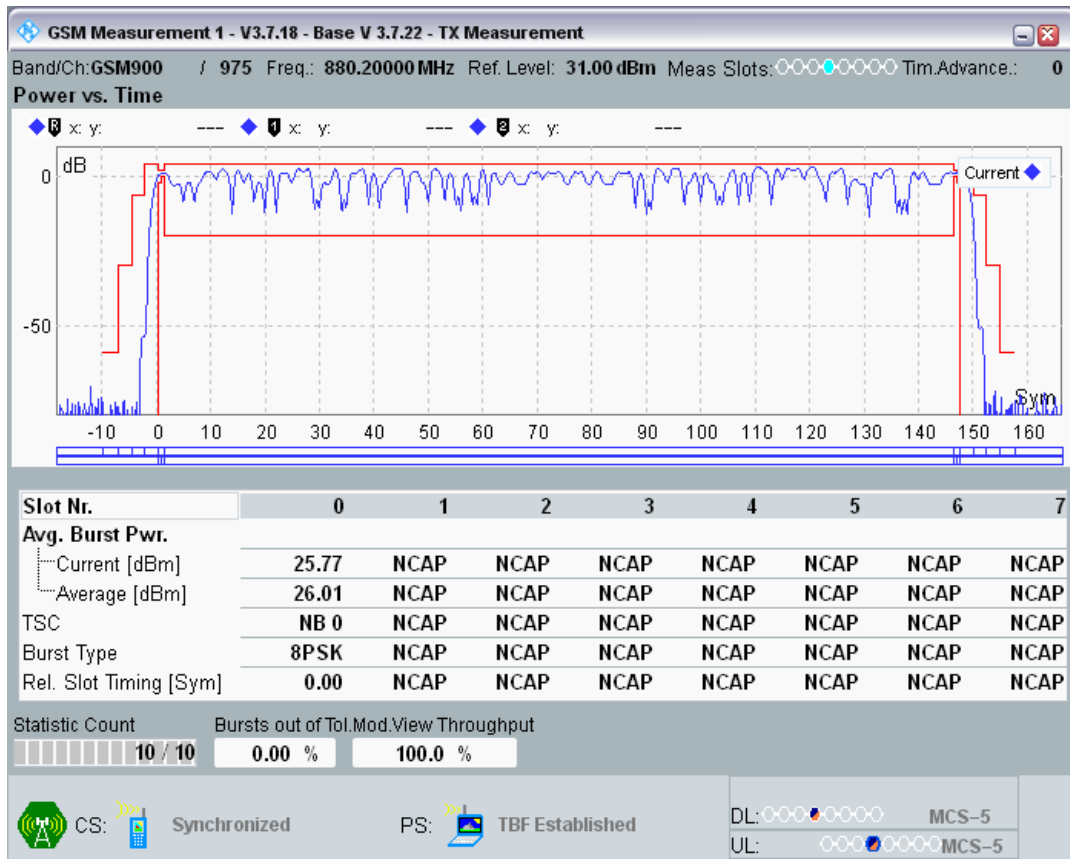 GSM Measurement 1 - V3.7.18 - Base V 3.7.22 - TX Measurement
Band/Ch:GSM900 / 975 Freq.: 880.20000 MHz Ref. Level: 31.00 dBm Meas Slots: Tim.Advance.: 0
Power vs. Time
R x: y: --- 1 x: y: --- 2 x: y: ---
dB
Current
0
-50
Sym
-10 0 10 20 30 40 50 60 70 80 90 100 110 120 130 140 150 160
Slot Nr. 0 1 2 3 4 5 6 7
Avg. Burst Pwr.
Current [dBm] 25.77 NCAP NCAP NCAP NCAP NCAP NCAP NCAP
Average [dBm] 26.01 NCAP NCAP NCAP NCAP NCAP NCAP NCAP
TSC NB 0 NCAP NCAP NCAP NCAP NCAP NCAP NCAP
Burst Type 8PSK NCAP NCAP NCAP NCAP NCAP NCAP NCAP
Rel. Slot Timing [Sym] 0.00 NCAP NCAP NCAP NCAP NCAP NCAP NCAP
Statistic Count Bursts out of Tol.Mod.View Throughput
10 / 10 0.00 % 100.0 %
CS: Synchronized PS: TBF Established DL: MCS-5
UL: MCS-5